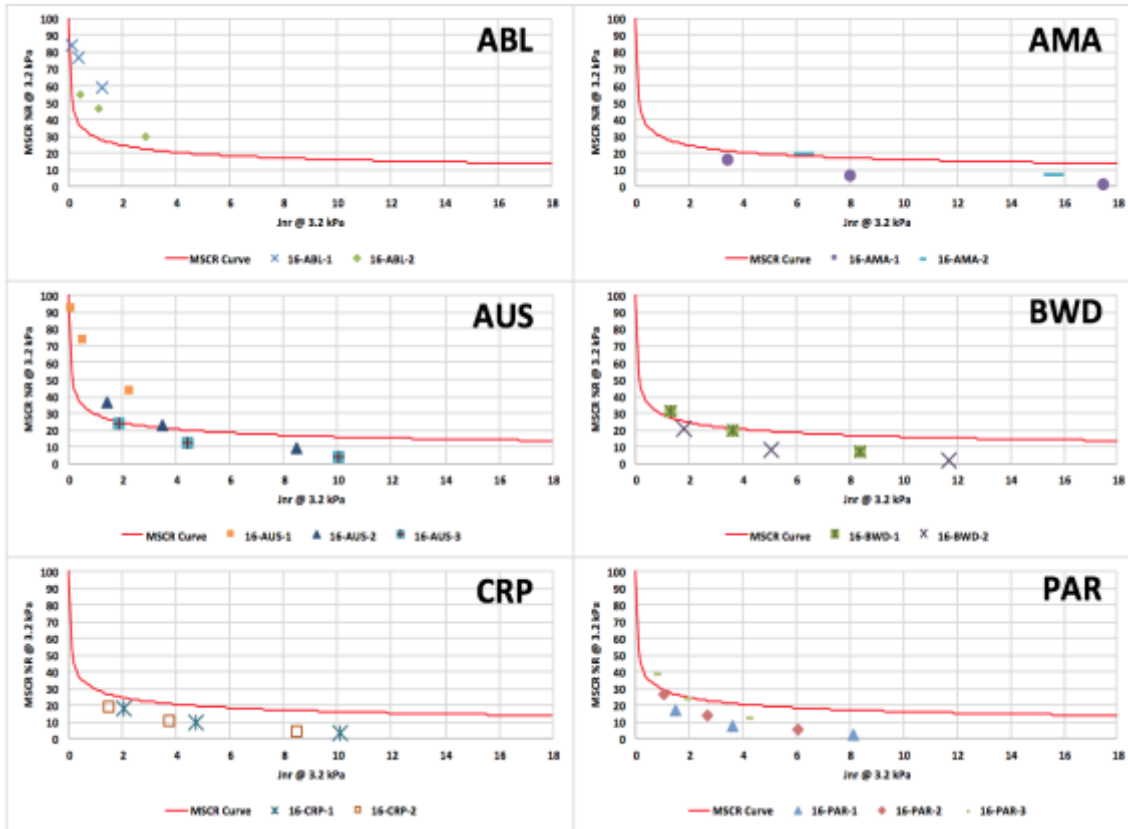 ABL
MSCR %R @ 3.2 kPa
100
90
80
70
60
50
40
30
20
10
0
0 2 4 6 8 10 12 14 16 18
Jnr @ 3.2 kPa
MSCR Curve 16-ABL-1 16-ABL-2
AMA
MSCR %R @ 3.2 kPa
100
90
80
70
60
50
40
30
20
10
0
0 2 4 6 8 10 12 14 16 18
Jnr @ 3.2 kPa
MSCR Curve 16-AMA-1 16-AMA-2
AUS
MSCR %R @ 3.2 kPa
100
90
80
70
60
50
40
30
20
10
0
0 2 4 6 8 10 12 14 16 18
Jnr @ 3.2 kPa
MSCR Curve 16-AUS-1 16-AUS-2 16-AUS-3
BWD
MSCR %R @ 3.2 kPa
100
90
80
70
60
50
40
30
20
10
0
0 2 4 6 8 10 12 14 16 18
Jnr @ 3.2 kPa
MSCR Curve 16-BWD-1 16-BWD-2
CRP
MSCR %R @ 3.2 kPa
100
90
80
70
60
50
40
30
20
10
0
0 2 4 6 8 10 12 14 16 18
Jnr @ 3.2 kPa
MSCR Curve 16-CRP-1 16-CRP-2
PAR
MSCR %R @ 3.2 kPa
100
90
80
70
60
50
40
30
20
10
0
0 2 4 6 8 10 12 14 16 18
Jnr @ 3.2 kPa
MSCR Curve 16-PAR-1 16-PAR-2 16-PAR-3